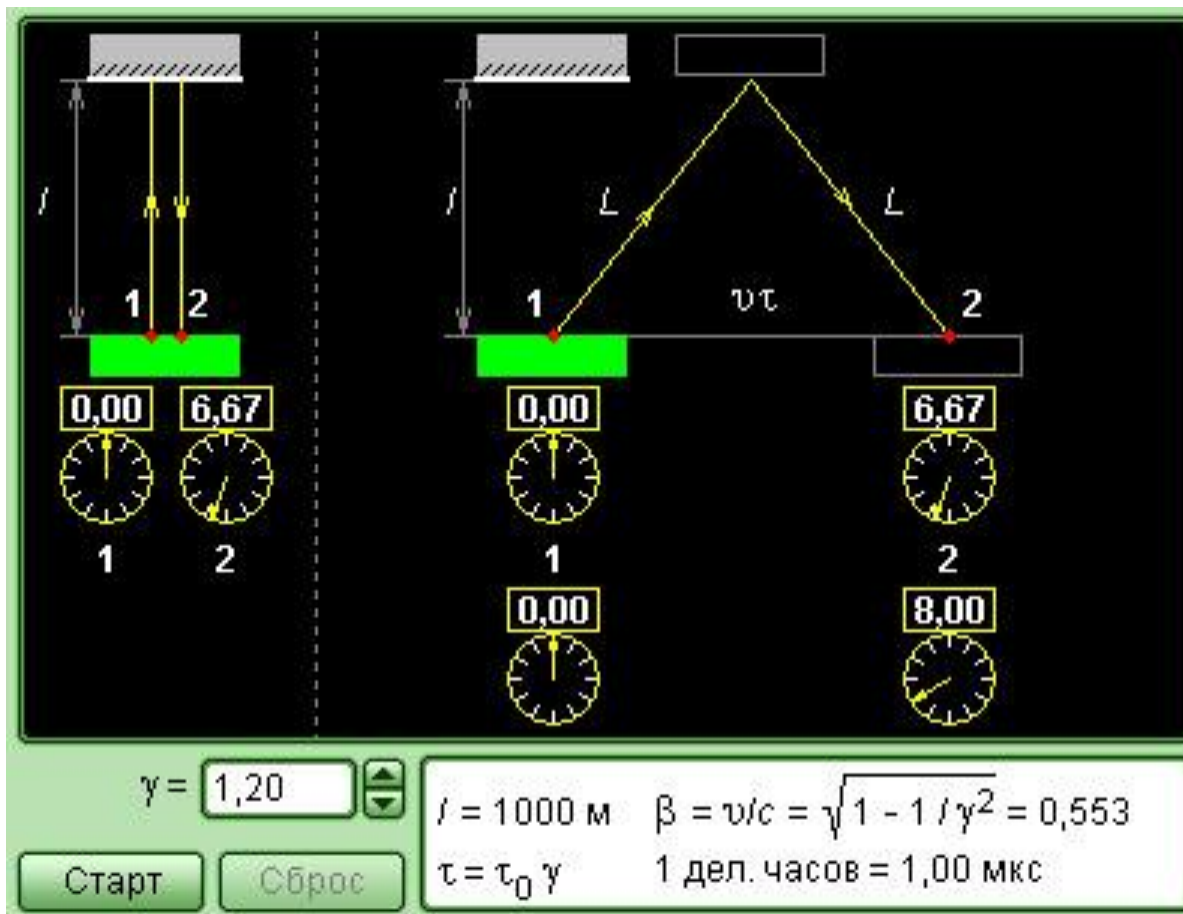 l l L L
1 2 1 υτ 2
0,00 6,67 0,00 6,67
1 2 1 2
0,00 8,00
γ = 1,20
l = 1000 м β = υ/c = √1 - 1 / γ² = 0,553
τ = τ₀ γ 1 дел. часов = 1,00 мкс
Старт Сброс